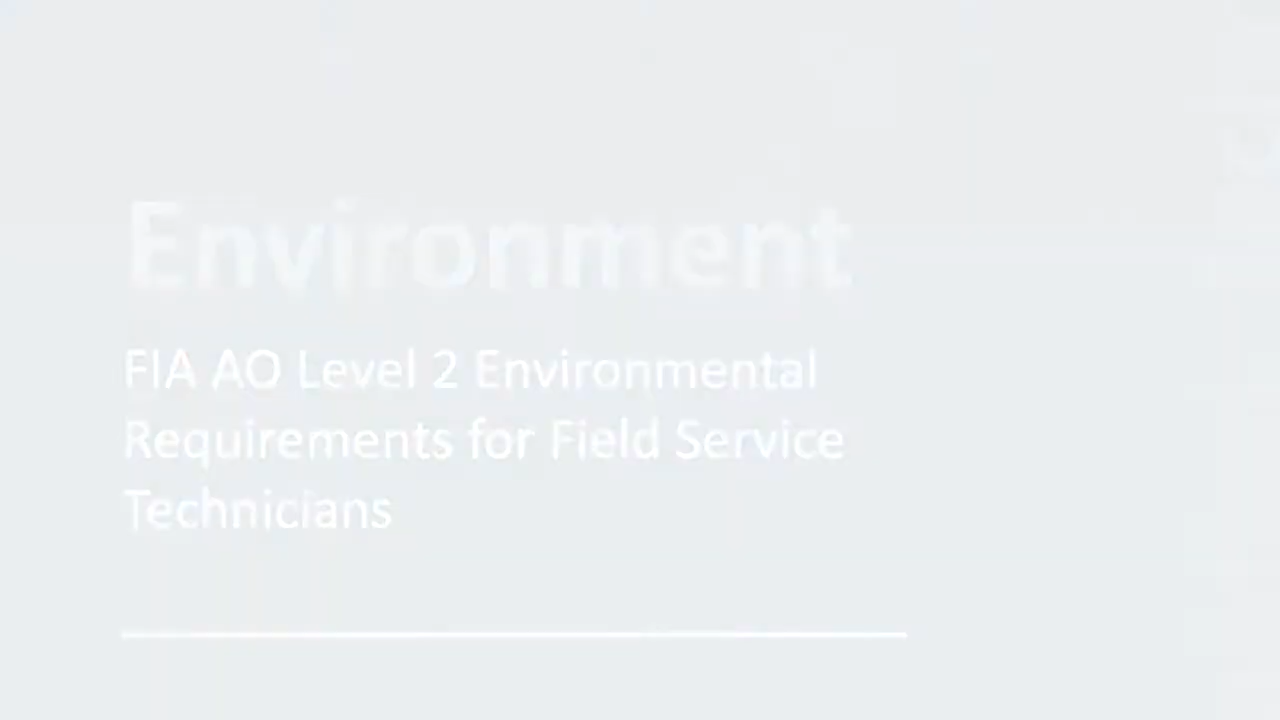 Environment
FIA AO Level 2 Environmental
Requirements for Field Service
Technicians